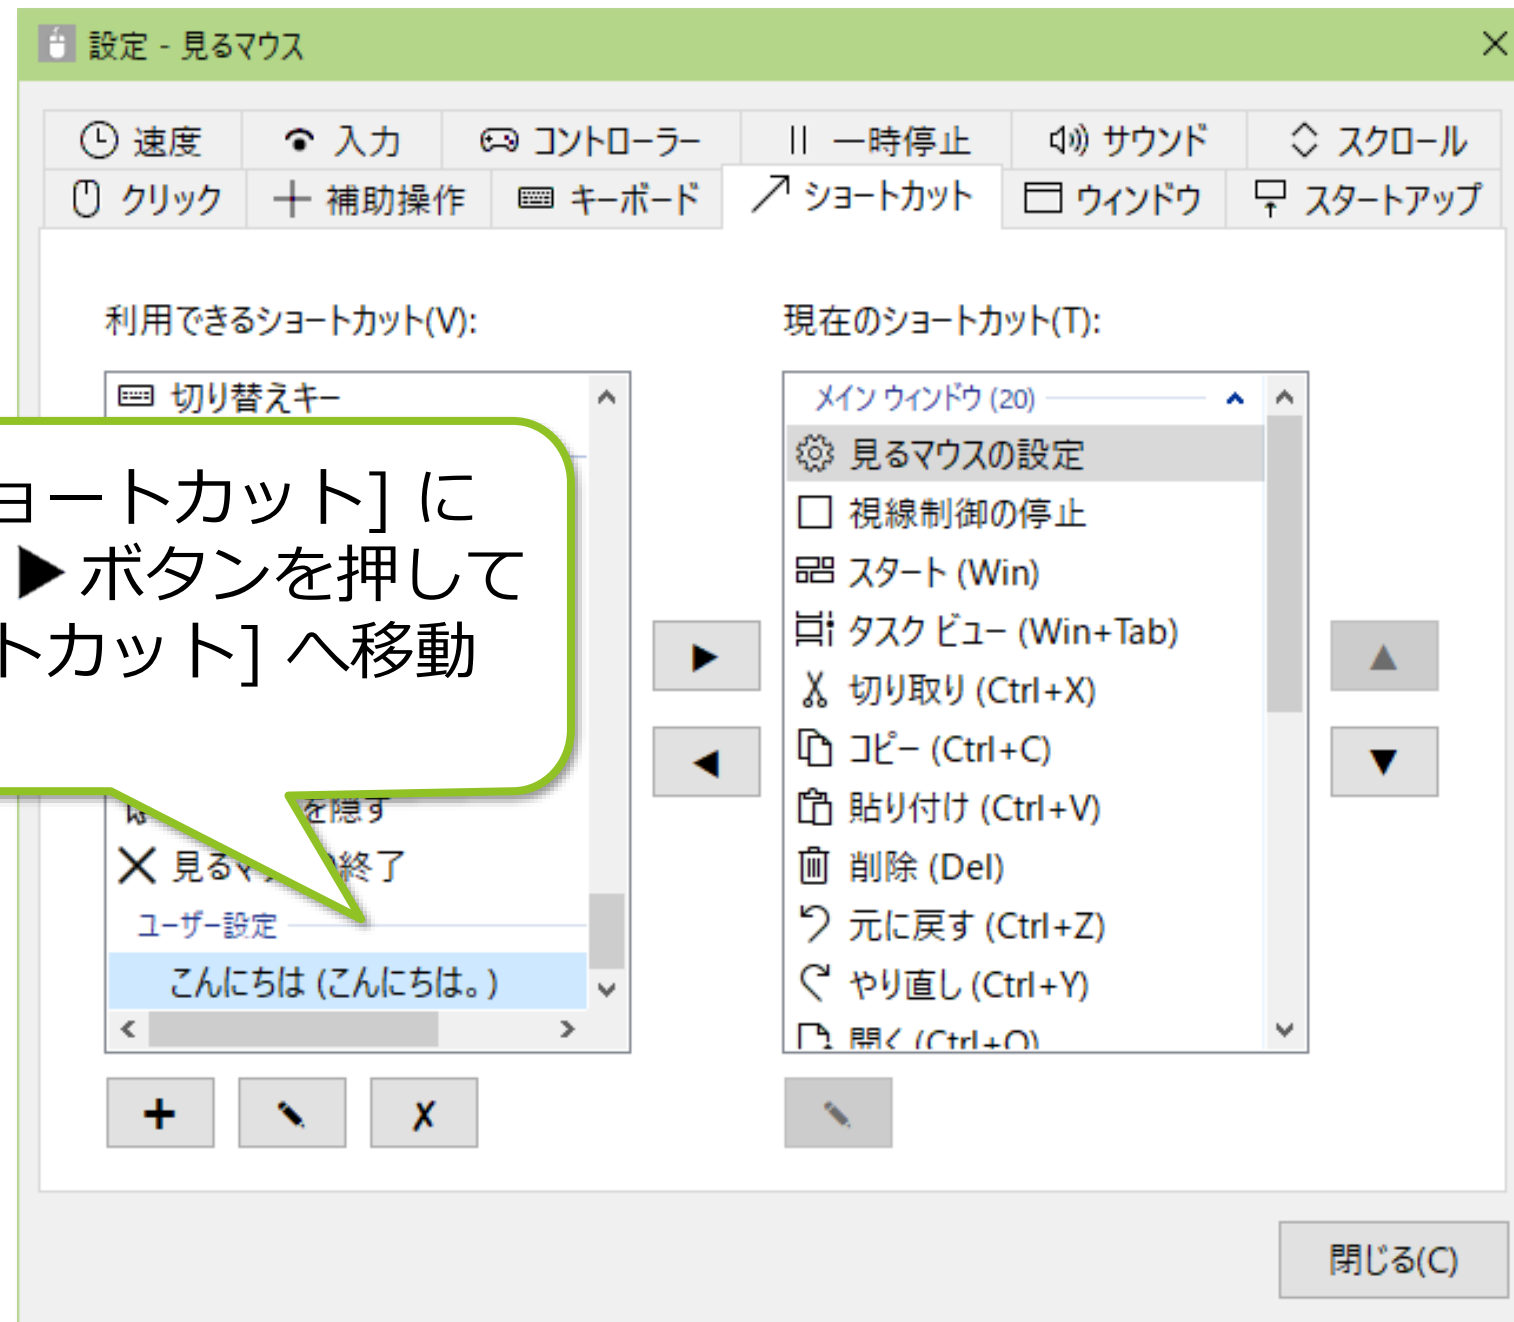 設定 - 見るマウス
速度 入力 コントローラー 一時停止 サウンド スクロール
クリック 補助操作 キーボード ショートカット ウィンドウ スタートアップ
利用できるショートカット(V):
切り替えキー
ョートカット] に
▶ボタンを押して
トカット] へ移動
を隠す
見るマ 終了
ユーザー設定
こんにちは (こんにちは。)
現在のショートカット(T):
メイン ウィンドウ (20)
見るマウスの設定
視線制御の停止
スタート (Win)
タスク ビュー (Win+Tab)
切り取り (Ctrl+X)
コピー (Ctrl+C)
貼り付け (Ctrl+V)
削除 (Del)
元に戻す (Ctrl+Z)
やり直し (Ctrl+Y)
開く (Ctrl+O)
閉じる(C)